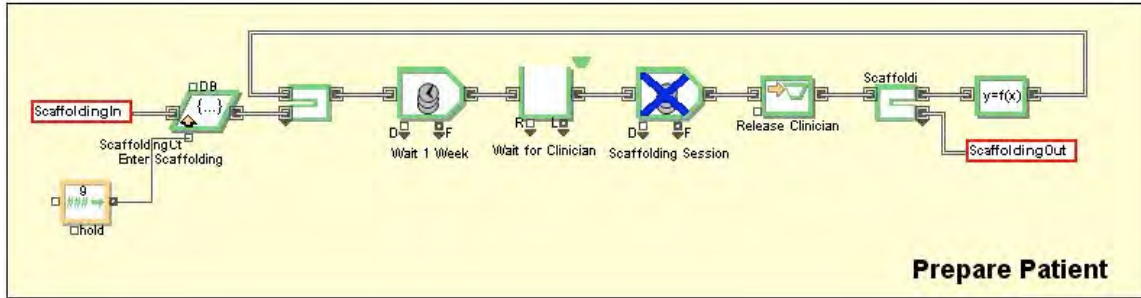 DB
ScaffoldingIn
{...}
ScaffoldingCt
Enter Scaffolding
9
###
hold
D
F
Wait 1 Week
R
L
Wait for Clinician
D
F
Scaffolding Session
Release Clinician
Scaffoldi
y=f(x)
ScaffoldingOut
Prepare Patient